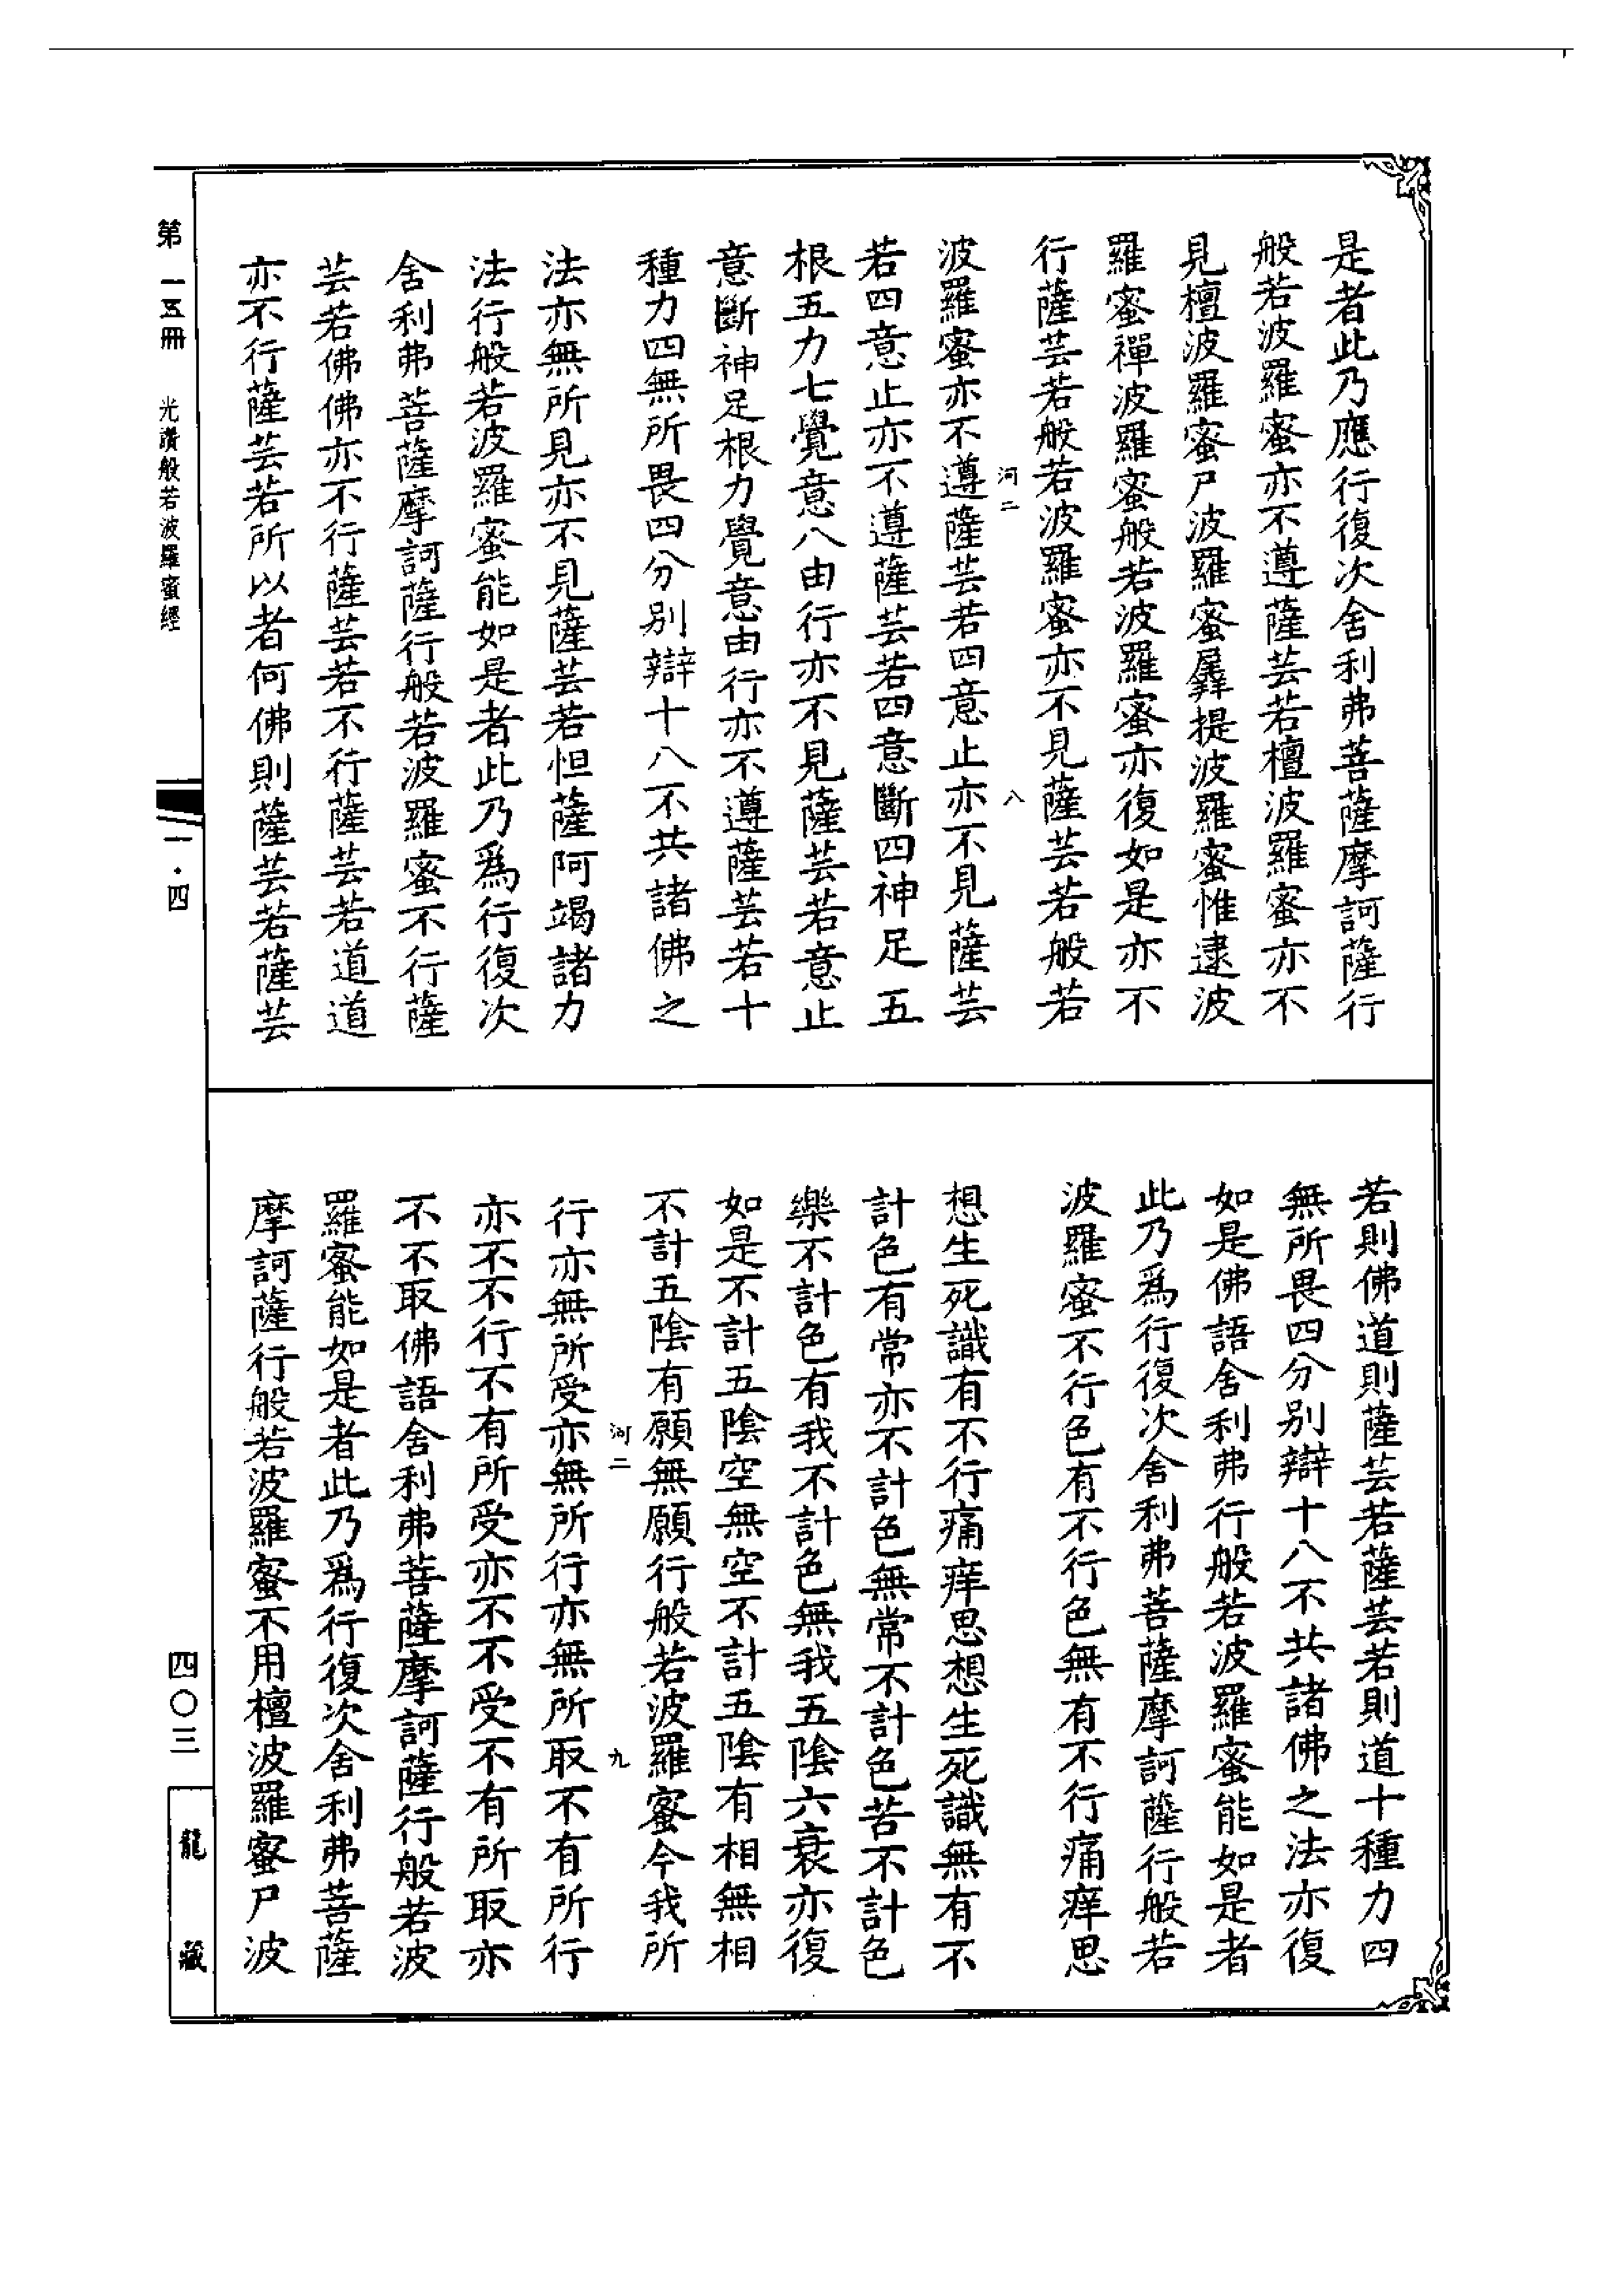 是者此乃應行復次舍利弗菩薩摩訶薩行
般若波羅蜜亦不遵薩芸若檀波羅蜜亦不
見檀波羅蜜尸波羅蜜羼提波羅蜜惟逮波
羅蜜禪波羅蜜般若波羅蜜亦復如是亦不
行薩芸若般若波羅蜜亦不見薩芸若般若
河二 八
波羅蜜亦不遵薩芸若四意止亦不見薩芸
若四意止亦不遵薩芸若四意斷四神足五
根五力七覺意八由行亦不見薩芸若意止
意斷神足根力覺意由行亦不遵薩芸若十
種力四無所畏四分別辯十八不共諸佛之
法亦無所見亦不見薩芸若怛薩阿竭諸力
法行般若波羅蜜能如是者此乃爲行復次
舍利弗菩薩摩訶薩行般若波羅蜜不行薩
芸若佛佛亦不行薩芸若不行薩芸若道道
亦不行薩芸若所以者何佛則薩芸若薩芸
若則佛道則薩芸若薩芸若則道十種力四
無所畏四分別辯十八不共諸佛之法亦復
如是佛語舍利弗行般若波羅蜜能如是者
此乃爲行復次舍利弗菩薩摩訶薩行般若
波羅蜜不行色有不行色無有不行痛痒思
想生死識有不行痛痒思想生死識無有不
計色有常亦不計色無常不計色苦不計色
樂不計色有我不計色無我五陰六衰亦復
如是不計五陰空無空不計五陰有相無相
不計五陰有願無願行般若波羅蜜今我所
河二 九
行亦無所受亦無所行亦無所取不有所行
亦不不行不有所受亦不不受不有所取亦
不不取佛語舍利弗菩薩摩訶薩行般若波
羅蜜能如是者此乃爲行復次舍利弗菩薩
摩訶薩行般若波羅蜜不用檀波羅蜜尸波
第一五冊 光讚般若波羅蜜經 一·四 四〇三
龍藏